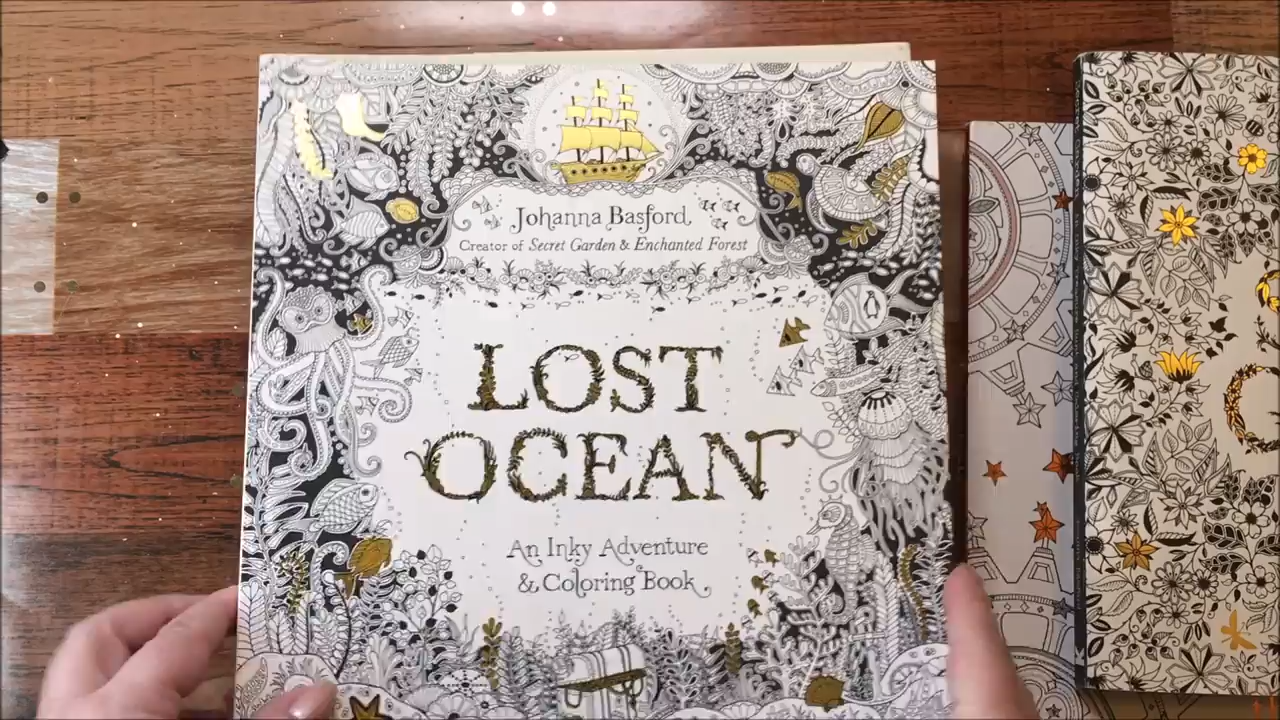 Johanna Basford
Creator of Secret Garden & Enchanted Forest
LOST
OCEAN
An Inky Adventure
& Coloring Book